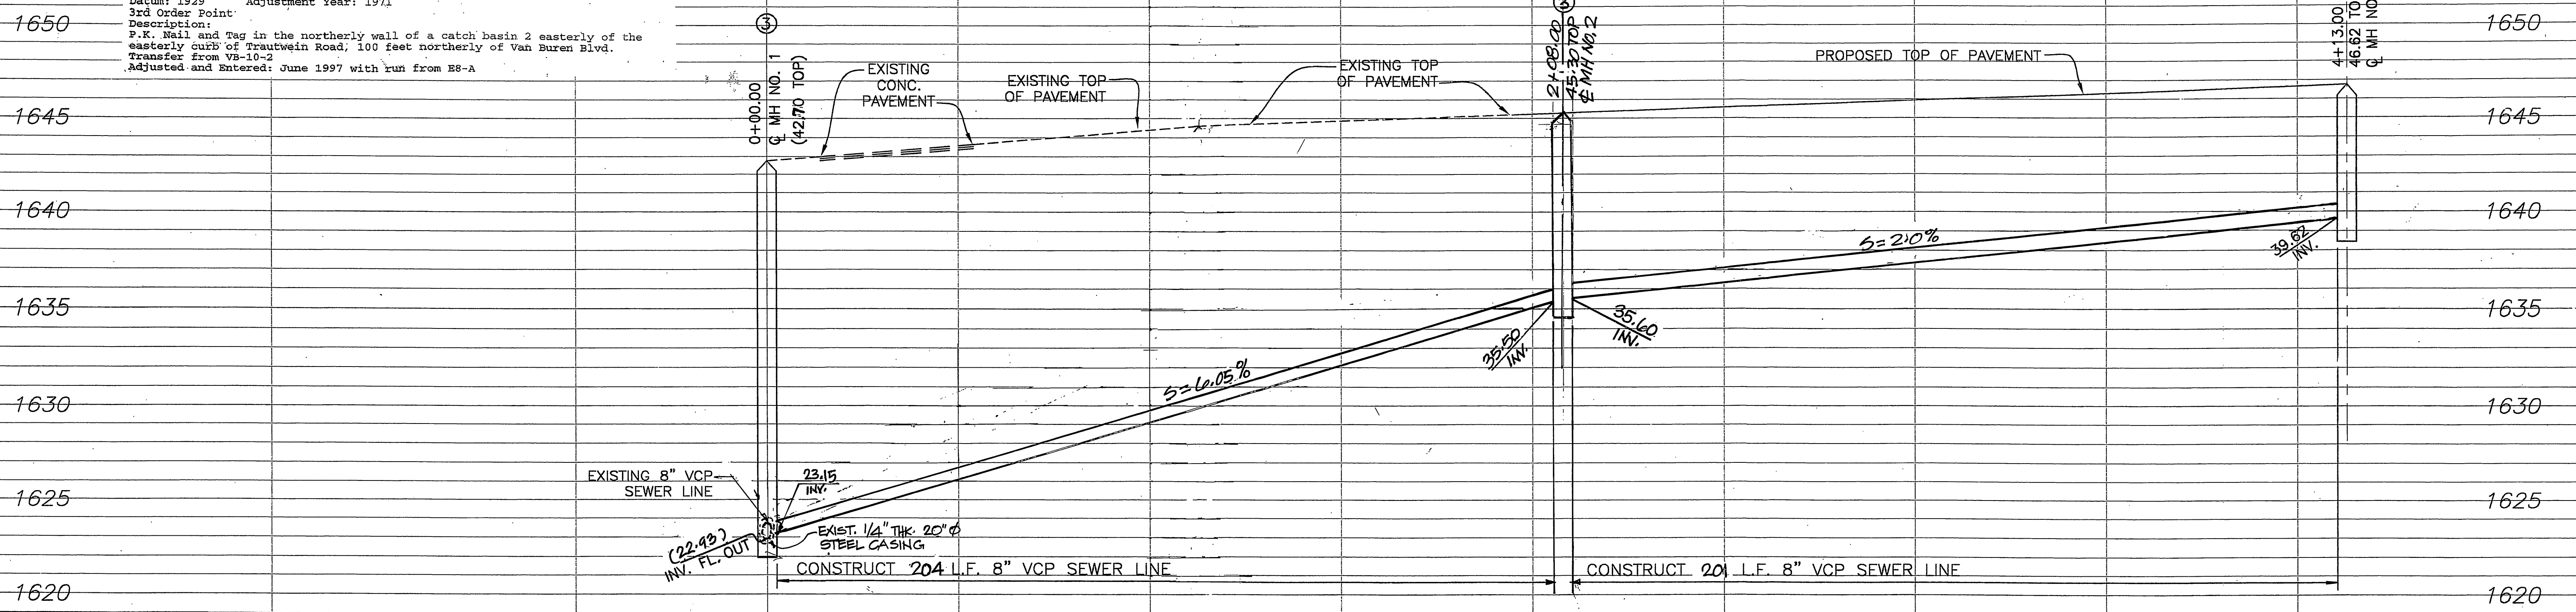 Datum: 1929 Adjustment Year: 1971
3rd Order Point
Description:
P.K. Nail and Tag in the northerly wall of a catch basin 2 easterly of the
easterly curb of Trautwein Road, 100 feet northerly of Van Buren Blvd.
Transfer from VB-10-2
Adjusted and Entered: June 1997 with run from E8-A
1650
1645
1640
1635
1630
1625
1620
3
0+00.00
℄ MH NO. 1
(42.70 TOP)
EXISTING
CONC.
PAVEMENT
EXISTING TOP
OF PAVEMENT
EXISTING TOP
OF PAVEMENT
3
2+08.00
45.30 TOP
℄ MH NO. 2
PROPOSED TOP OF PAVEMENT
4+13.00
46.62 TO
℄ MH NO
S=6.05%
S=2.0%
35.50
INV.
35.60
INV.
39.62
INV.
EXISTING 8" VCP
SEWER LINE
23.15
INV.
(22.93)
INV. FL. OUT
EXIST. 1/4" THK. 20"Ø
STEEL CASING
CONSTRUCT 204 L.F. 8" VCP SEWER LINE
CONSTRUCT 201 L.F. 8" VCP SEWER LINE
1650
1645
1640
1635
1630
1625
1620